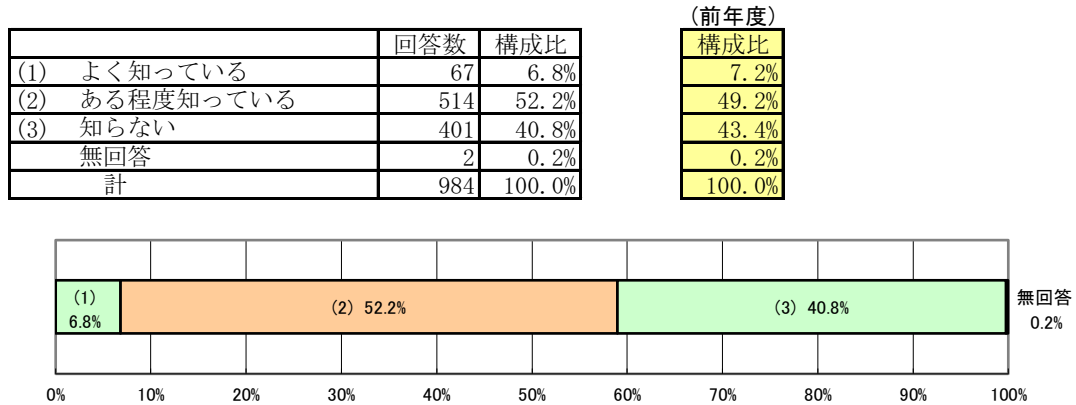 (前年度)
回答数 構成比 構成比
(1) よく知っている 67 6.8% 7.2%
(2) ある程度知っている 514 52.2% 49.2%
(3) 知らない 401 40.8% 43.4%
無回答 2 0.2% 0.2%
計 984 100.0% 100.0%
(1)
6.8%
(2) 52.2%
(3) 40.8%
無回答
0.2%
0% 10% 20% 30% 40% 50% 60% 70% 80% 90% 100%